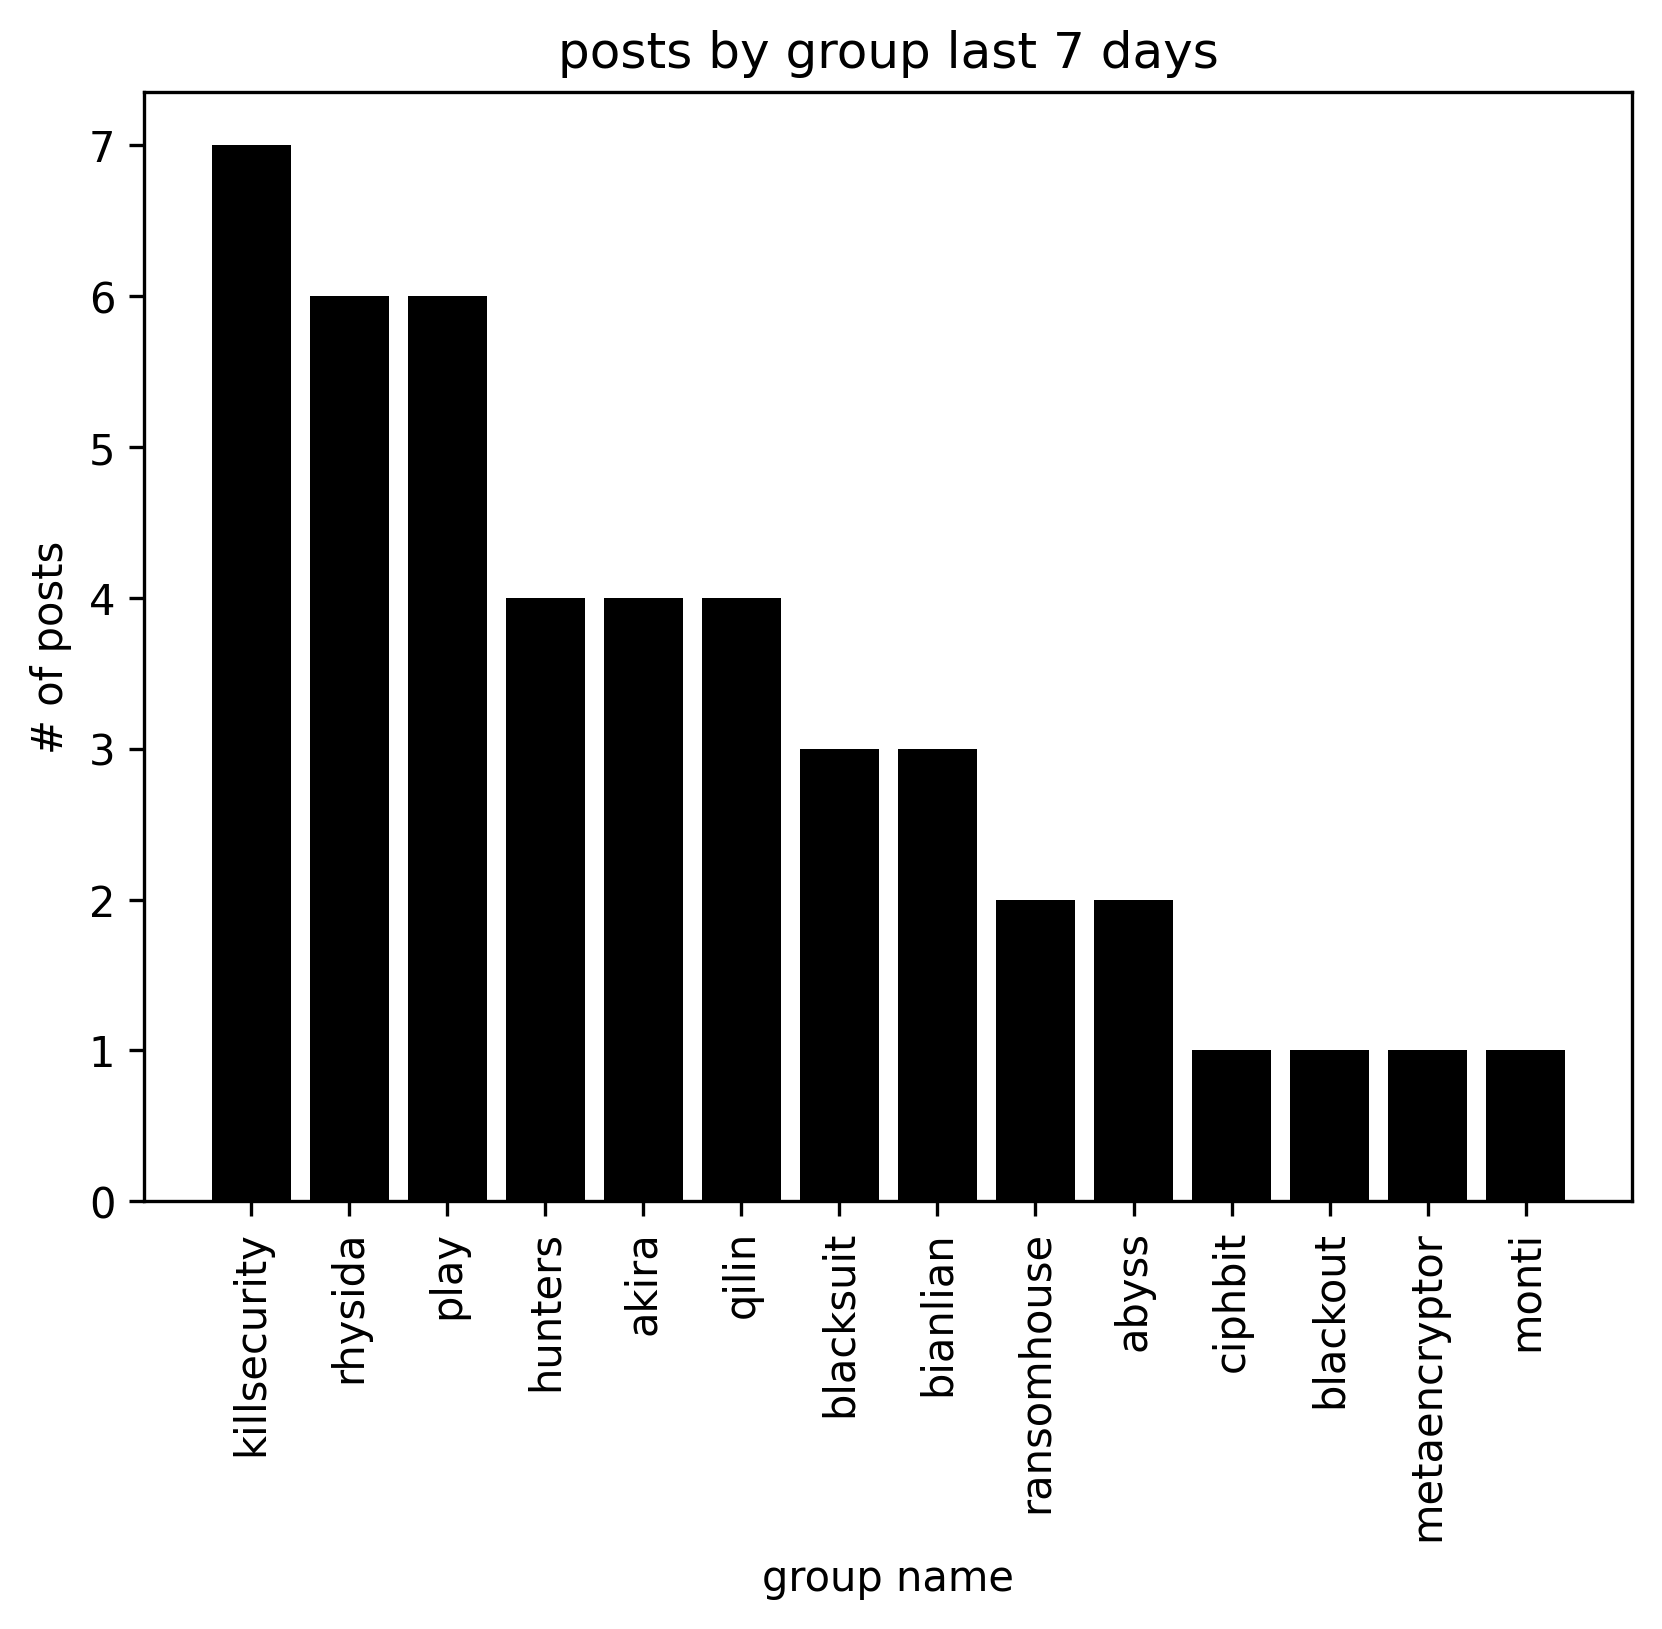 posts by group last 7 days
# of posts
7
6
5
4
3
2
1
0
killsecurity
rhysida
play
hunters
akira
qilin
blacksuit
bianlian
ransomhouse
abyss
ciphbit
blackout
metaencryptor
monti
group name